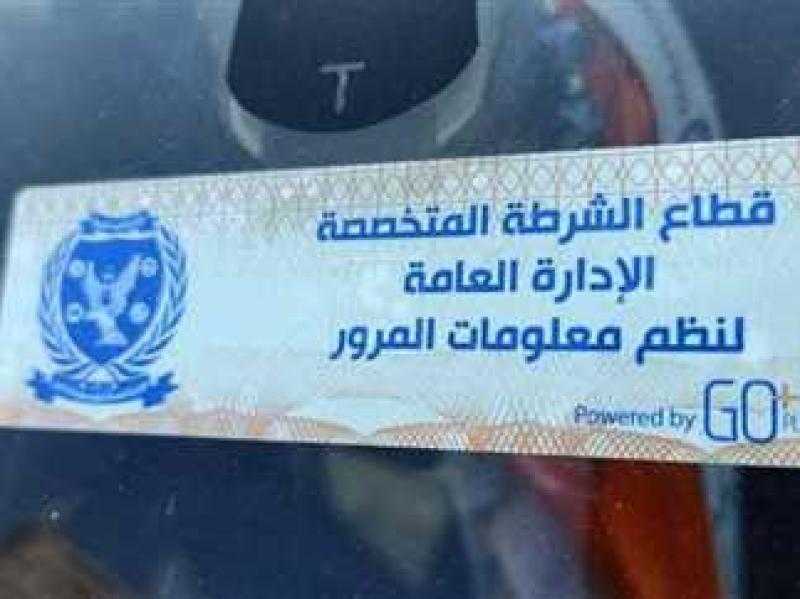 T
قطاع الشرطة المتخصصة
الإدارة العامة
لنظم معلومات المرور
Powered by GO+